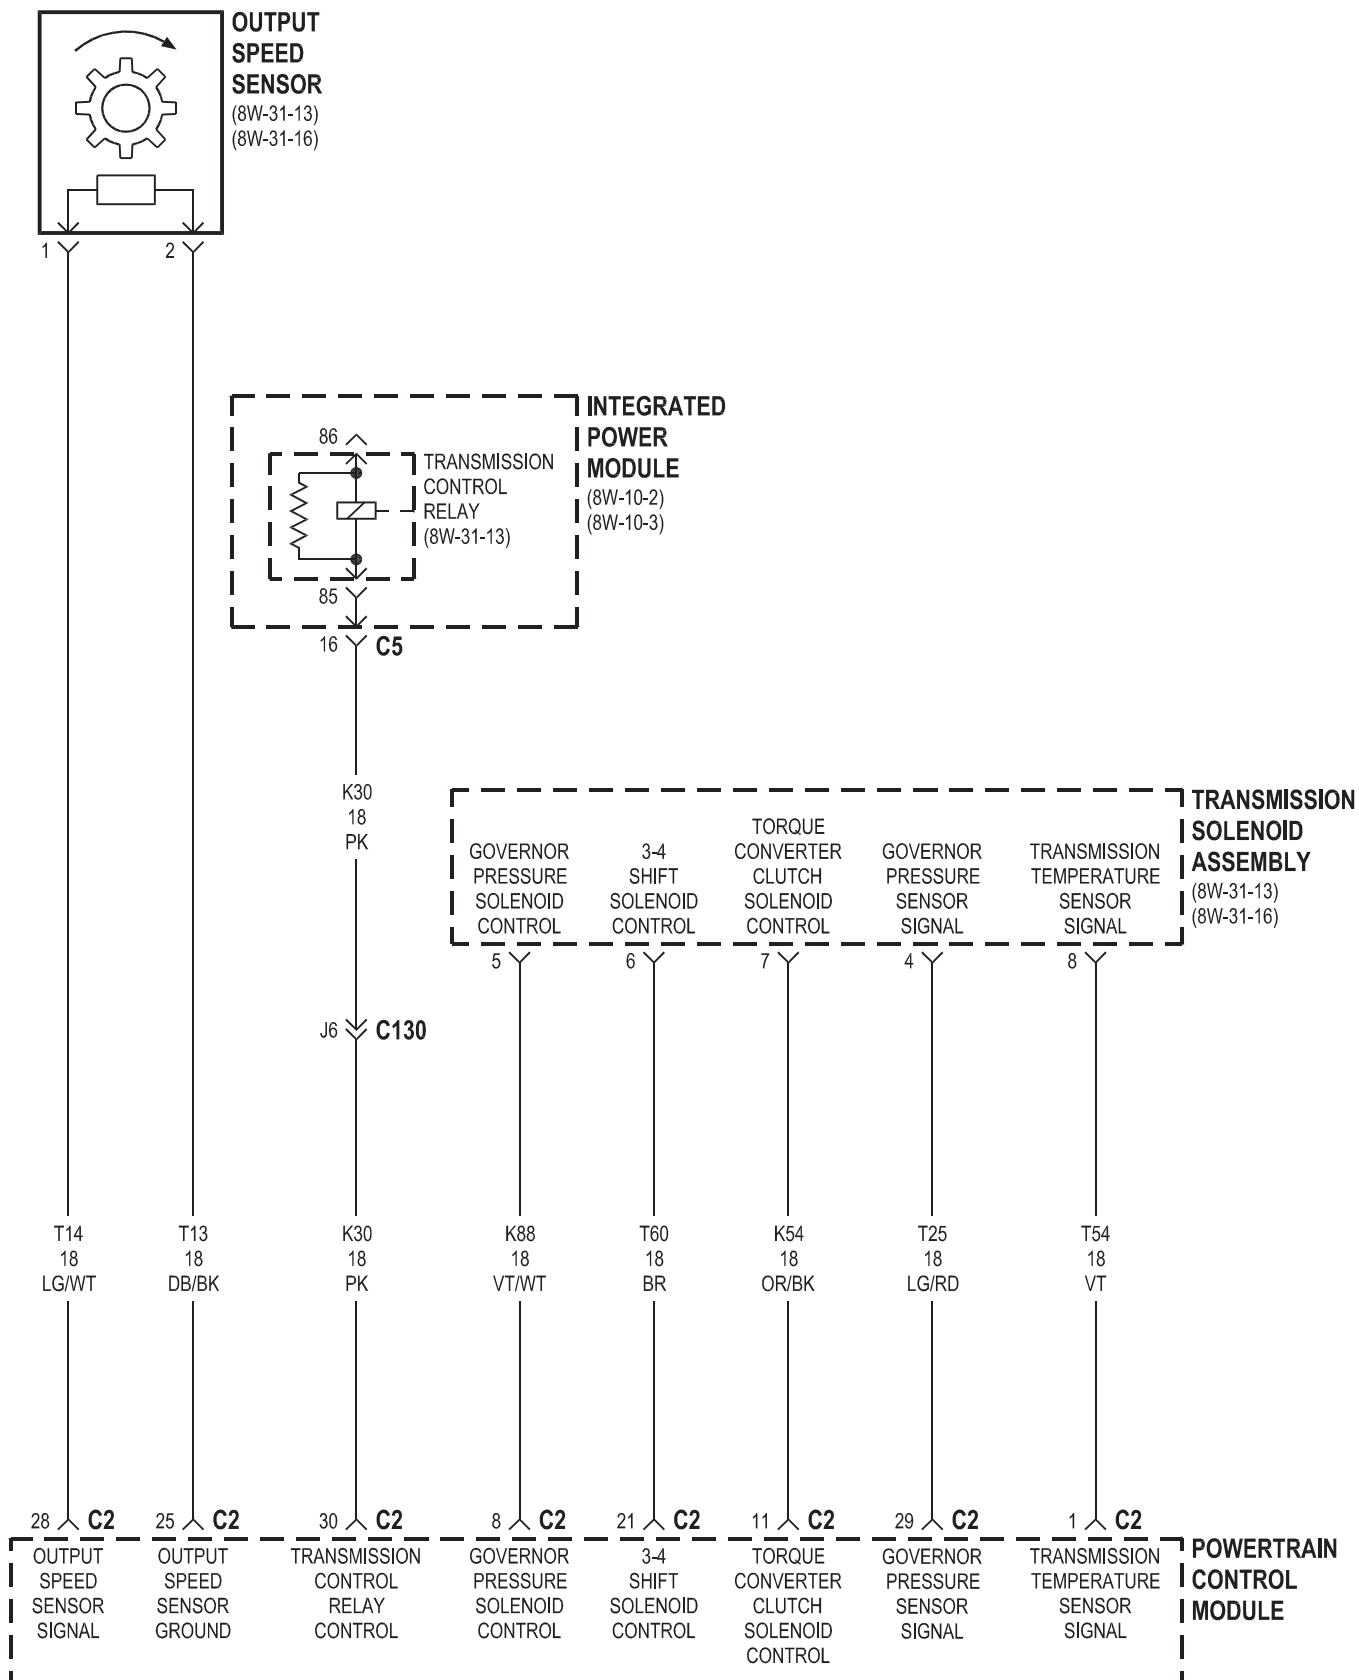 OUTPUT
SPEED
SENSOR
(8W-31-13)
(8W-31-16)
1
2
INTEGRATED
POWER
MODULE
(8W-10-2)
(8W-10-3)
86
TRANSMISSION
CONTROL
RELAY
(8W-31-13)
85
16 C5
K30
18
PK
TRANSMISSION
SOLENOID
ASSEMBLY
(8W-31-13)
(8W-31-16)
GOVERNOR
PRESSURE
SOLENOID
CONTROL
3-4
SHIFT
SOLENOID
CONTROL
TORQUE
CONVERTER
CLUTCH
SOLENOID
CONTROL
GOVERNOR
PRESSURE
SENSOR
SIGNAL
TRANSMISSION
TEMPERATURE
SENSOR
SIGNAL
5
6
7
4
8
J6 C130
T14
18
LG/WT
T13
18
DB/BK
K30
18
PK
K88
18
VT/WT
T60
18
BR
K54
18
OR/BK
T25
18
LG/RD
T54
18
VT
28 C2
25 C2
30 C2
8 C2
21 C2
11 C2
29 C2
1 C2
OUTPUT
SPEED
SENSOR
SIGNAL
OUTPUT
SPEED
SENSOR
GROUND
TRANSMISSION
CONTROL
RELAY
CONTROL
GOVERNOR
PRESSURE
SOLENOID
CONTROL
3-4
SHIFT
SOLENOID
CONTROL
TORQUE
CONVERTER
CLUTCH
SOLENOID
CONTROL
GOVERNOR
PRESSURE
SENSOR
SIGNAL
TRANSMISSION
TEMPERATURE
SENSOR
SIGNAL
POWERTRAIN
CONTROL
MODULE